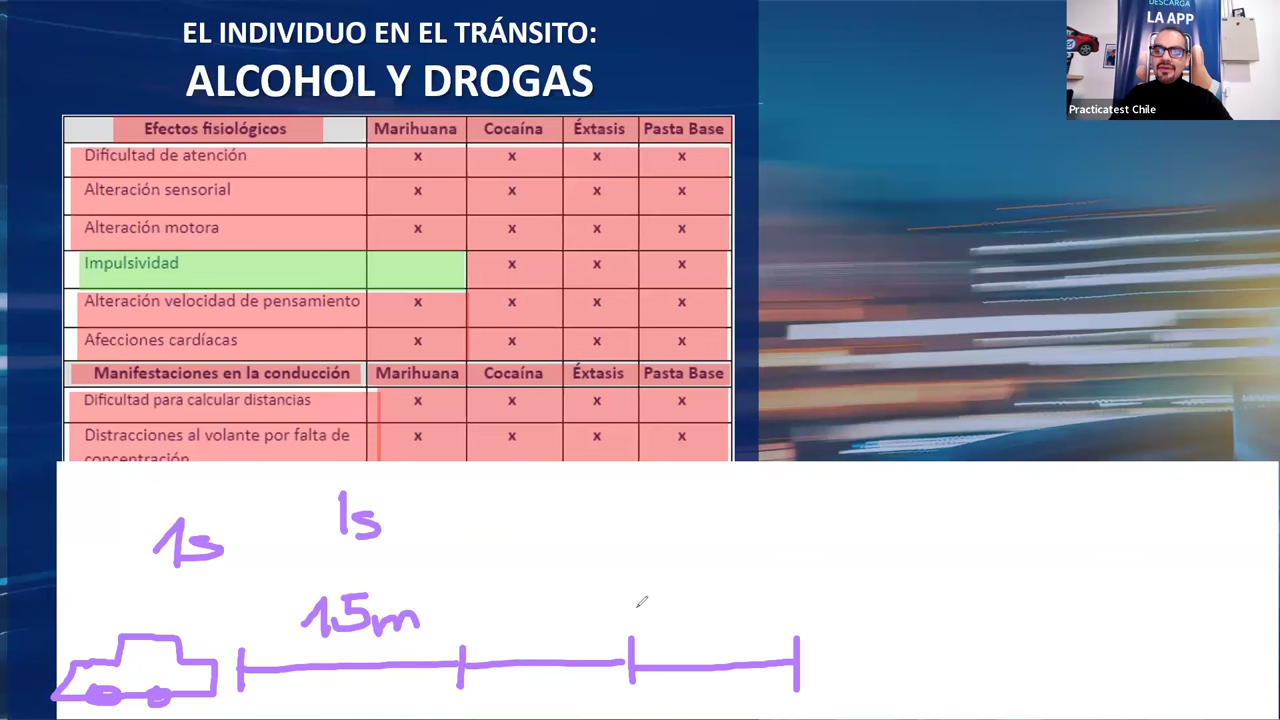 EL INDIVIDUO EN EL TRÁNSITO:
ALCOHOL Y DROGAS
DESCARGA
LA APP
Practicatest Chile
Efectos fisiológicos Marihuana Cocaína Éxtasis Pasta Base
Dificultad de atención x x x x
Alteración sensorial x x x x
Alteración motora x x x x
Impulsividad x x x
Alteración velocidad de pensamiento x x x x
Afecciones cardíacas x x x x
Manifestaciones en la conducción Marihuana Cocaína Éxtasis Pasta Base
Dificultad para calcular distancias x x x x
Distracciones al volante por falta de x x x x
concentración
1s 1s
15m